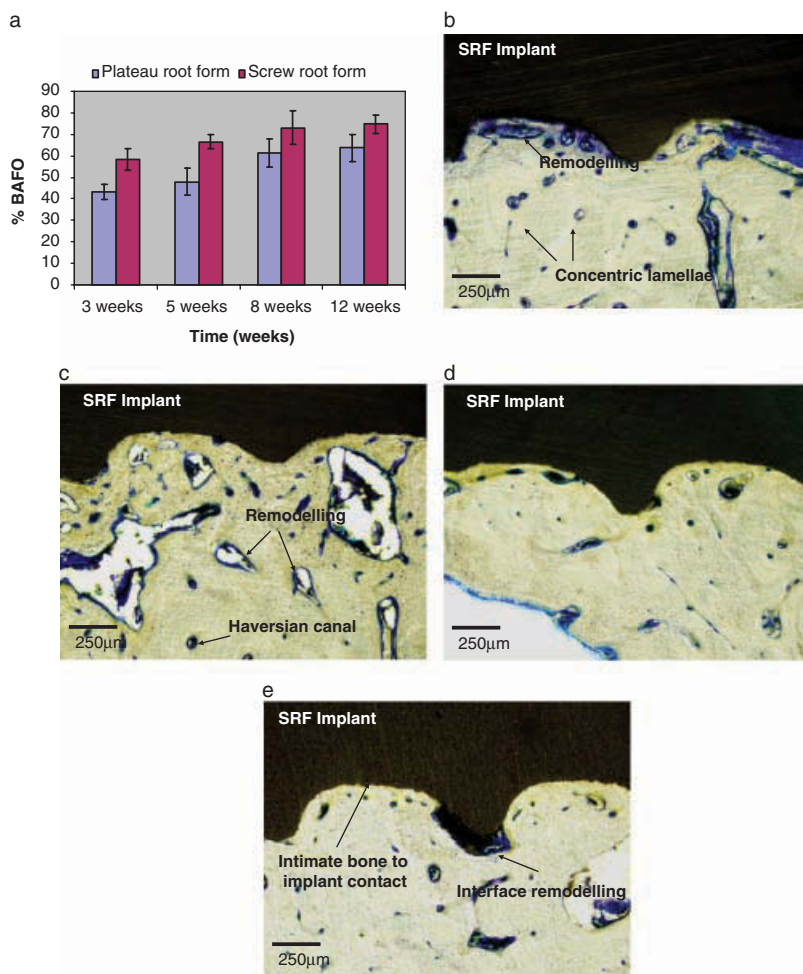 a
Plateau root form Screw root form
90
80
70
60
50
40
30
20
10
0
% BAFO
3 weeks 5 weeks 8 weeks 12 weeks
Time (weeks)
b
SRF Implant
Remodelling
Concentric lamellae
250μm
c
SRF Implant
Remodelling
Haversian canal
250μm
d
SRF Implant
250μm
e
SRF Implant
Intimate bone to
implant contact
Interface remodelling
250μm